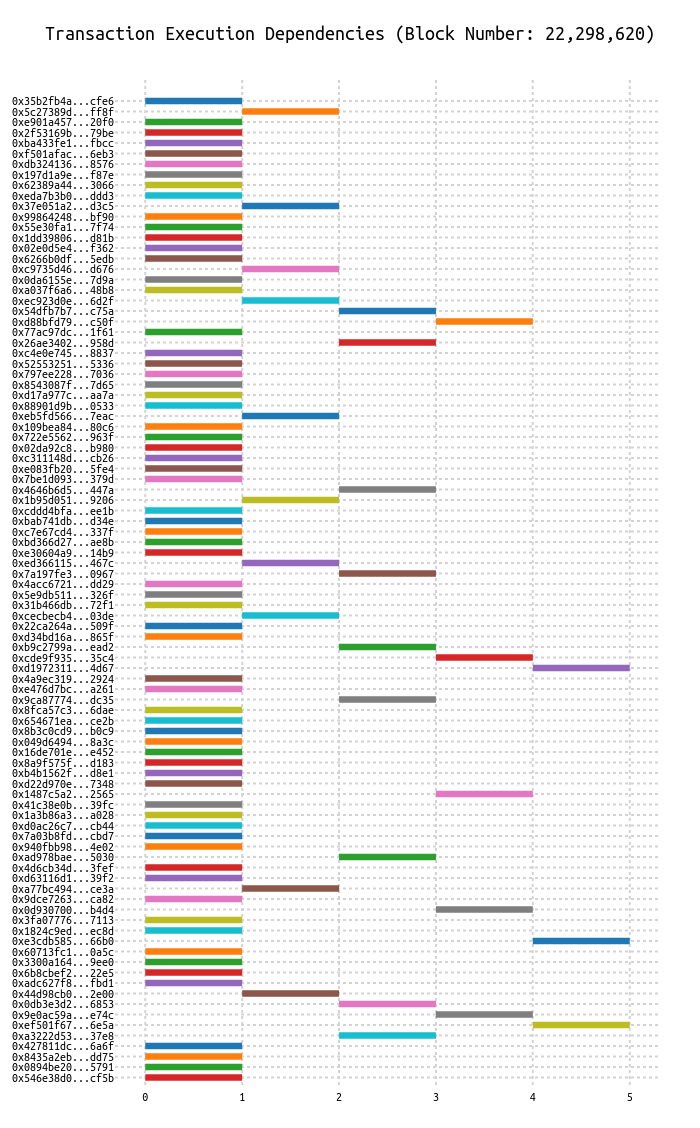 Transaction Execution Dependencies (Block Number: 22,298,620)
0x35b2fb4a...cfe6
0x5c27389d...ff8f
0xe901a457...20f0
0x2f53169b...79be
0xba433fe1...fbcc
0xf501afac...6eb3
0xdb324136...8576
0x197d1a9e...f87e
0x62389a44...3066
0xeda7b3b0...ddd3
0x37e051a2...d3c5
0x99864248...bf90
0x55e30fa1...7f74
0x1dd39806...d81b
0x02e0d5e4...f362
0x6266b0df...5edb
0xc9735d46...d676
0x0da6155e...7d9a
0xa037f6a6...48b8
0xec923d0e...6d2f
0x54dfb7b7...c75a
0xd88bfd79...c50f
0x77ac97dc...1f61
0x26ae3402...958d
0xc4e0e745...8837
0x52553251...5336
0x797ee228...7036
0x8543087f...7d65
0xd17a977c...aa7a
0x88901d9b...0533
0xeb5fd566...7eac
0x109bea84...80c6
0x722e5562...963f
0x02da92c8...b980
0xc311148d...cb26
0xe083fb20...5fe4
0x7be1d093...379d
0x4646b6d5...447a
0x1b95d051...9206
0xcddd4bfa...ee1b
0xbab741db...d34e
0xc7e67cd4...337f
0xbd366d27...ae8b
0xe30604a9...14b9
0xed366115...467c
0x7a197fe3...0967
0x4acc6721...dd29
0x5e9db511...326f
0x31b466db...72f1
0xcecbecb4...03de
0x22ca264a...509f
0xd34bd16a...865f
0xb9c2799a...ead2
0xcde9f935...35c4
0xd1972311...4d67
0x4a9ec319...2924
0xe476d7bc...a261
0x9ca87774...dc35
0x8fca57c3...6dae
0x654671ea...ce2b
0x8b3c0cd9...b0c9
0x049d6494...8a3c
0x16de701e...e452
0x8a9f575f...d183
0xb4b1562f...d8e1
0xd22d970e...7348
0x1487c5a2...2565
0x41c38e0b...39fc
0x1a3b86a3...a028
0xd0ac26c7...cb44
0x7a03b8fd...cbd7
0x940fbb98...4e02
0xad978bae...5030
0x4d6cb34d...3fef
0xd63116d1...39f2
0xa77bc494...ce3a
0x9dce7263...ca82
0x0d930700...b4d4
0x3fa07776...7113
0x1824c9ed...ec8d
0xe3cdb585...66b0
0x60713fc1...0a5c
0x3300a164...9ee0
0x6b8cbef2...22e5
0xadc627f8...fbd1
0x44d98cb0...2e00
0x0db3e3d2...6853
0x9e0ac59a...e74c
0xef501f67...6e5a
0xa3222d53...37e8
0x427811dc...6a6f
0x8435a2eb...dd75
0x0894be20...5791
0x546e38d0...cf5b
0 1 2 3 4 5